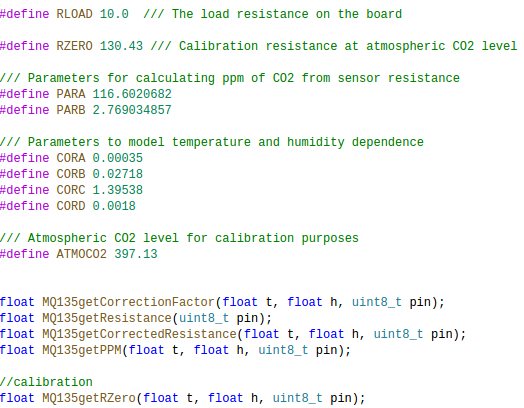 #define RLOAD 10.0  /// The load resistance on the board
#define RZERO 130.43 /// Calibration resistance at atmospheric CO2 level
/// Parameters for calculating ppm of CO2 from sensor resistance
#define PARA 116.6020682
#define PARB 2.769034857
/// Parameters to model temperature and humidity dependence
#define CORA 0.00035
#define CORB 0.02718
#define CORC 1.39538
#define CORD 0.0018
/// Atmospheric CO2 level for calibration purposes
#define ATMOCO2 397.13
float MQ135getCorrectionFactor(float t, float h, uint8_t pin);
float MQ135getResistance(uint8_t pin);
float MQ135getCorrectedResistance(float t, float h, uint8_t pin);
float MQ135getPPM(float t, float h, uint8_t pin);
//calibration
float MQ135getRZero(float t, float h, uint8_t pin);